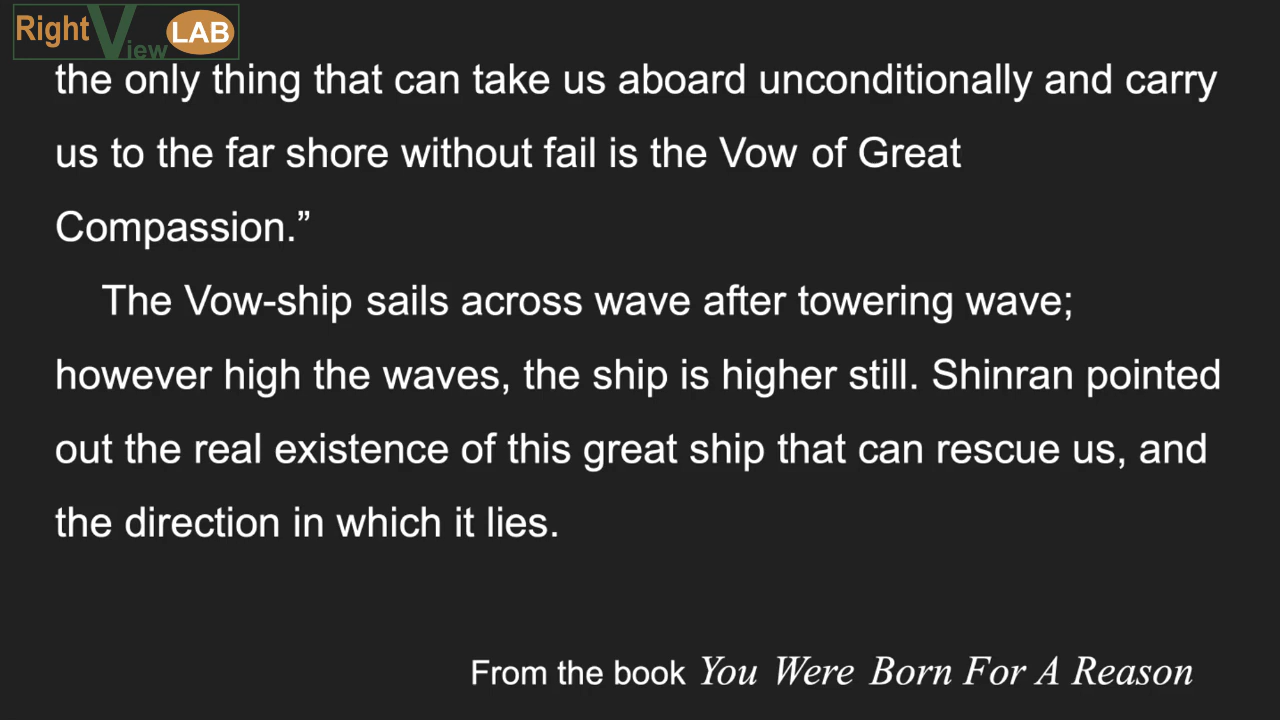 Right View LAB
the only thing that can take us aboard unconditionally and carry
us to the far shore without fail is the Vow of Great
Compassion.”
The Vow-ship sails across wave after towering wave;
however high the waves, the ship is higher still. Shinran pointed
out the real existence of this great ship that can rescue us, and
the direction in which it lies.
From the book You Were Born For A Reason